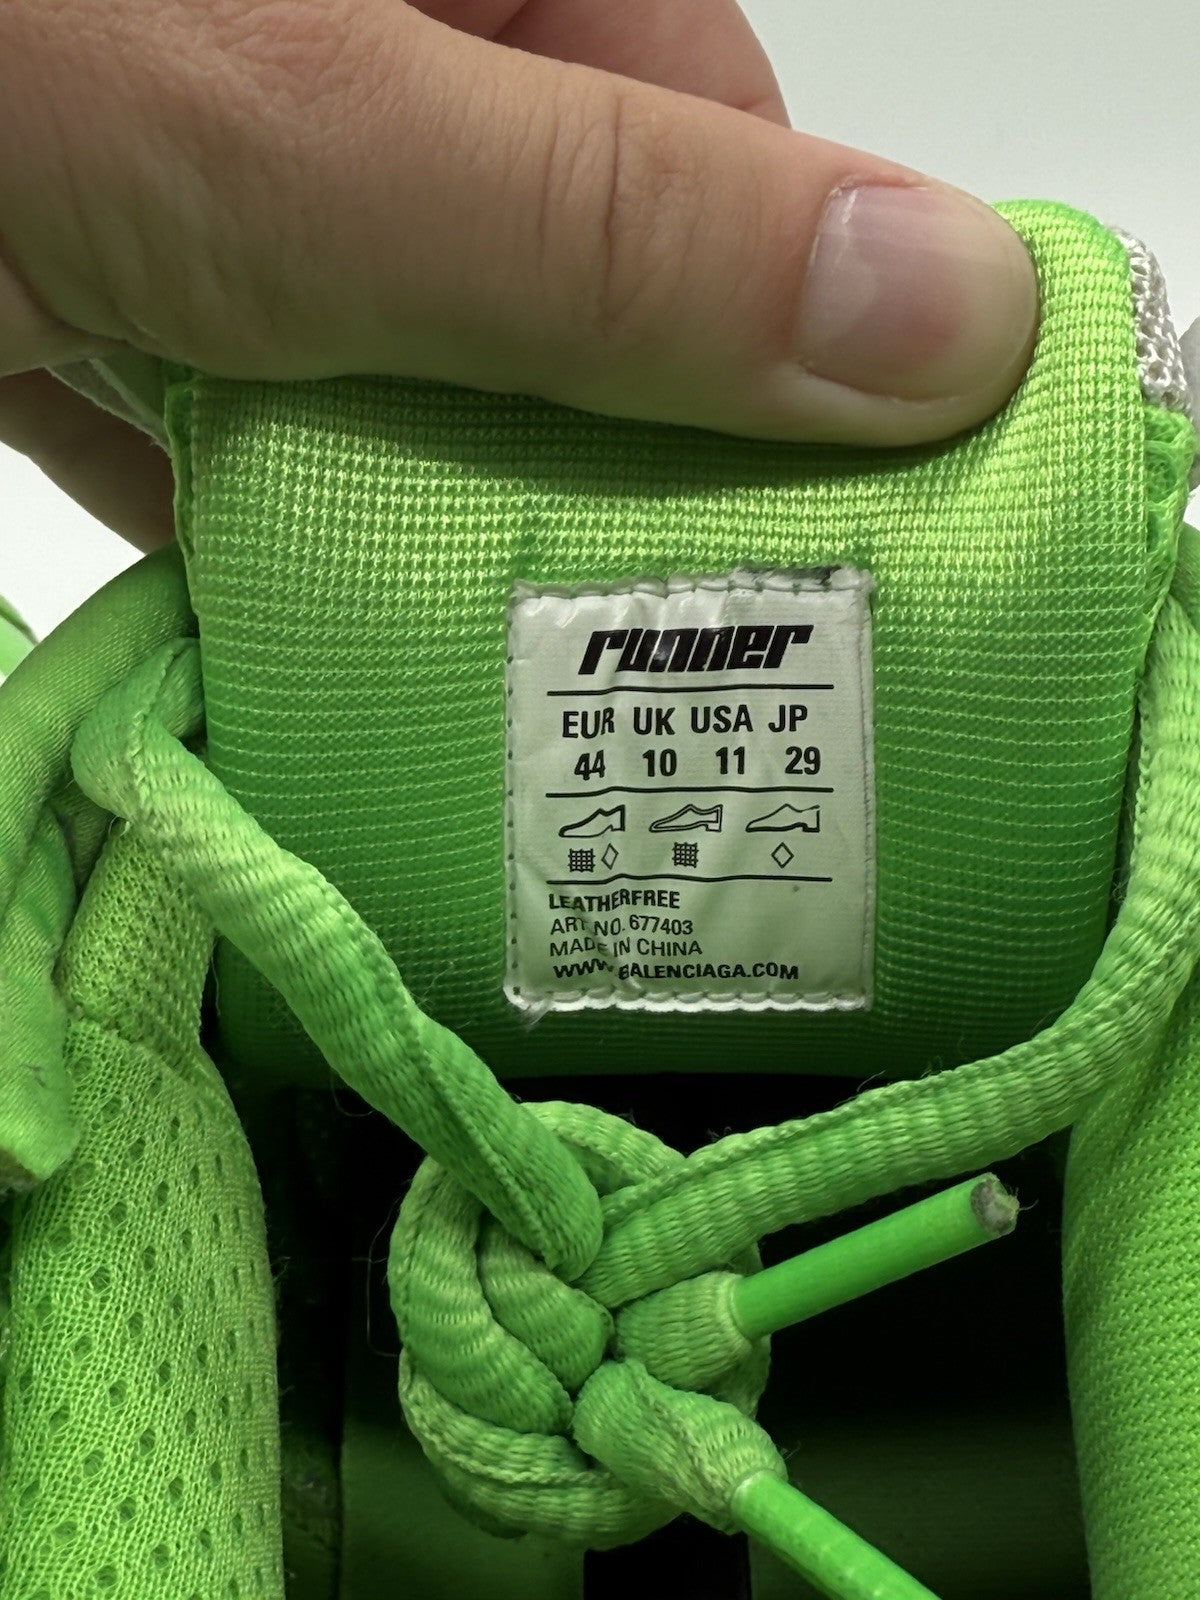 runner
EUR UK USA JP
44 10 11 29
LEATHERFREE
ART NO. 677403
MADE IN CHINA
WWW.BALENCIAGA.COM